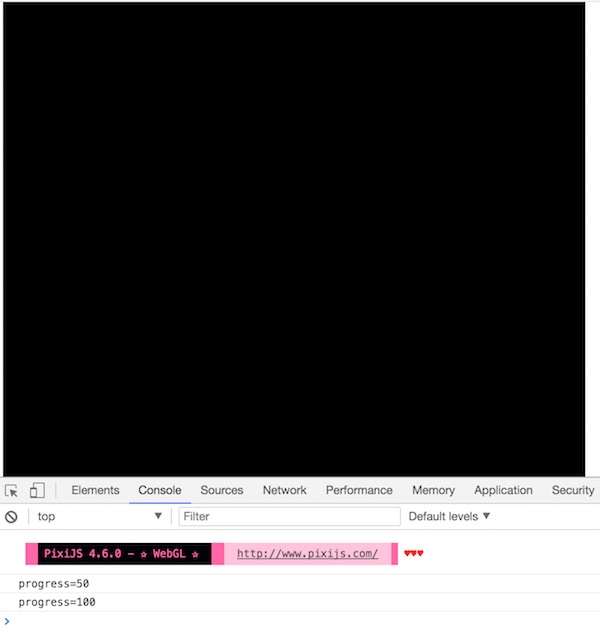 Elements Console Sources Network Performance Memory Application Security
top ▼ Filter Default levels ▼
PixiJS 4.6.0 - ✰ WebGL ✰ http://www.pixijs.com/ ♥♥♥
progress=50
progress=100
>